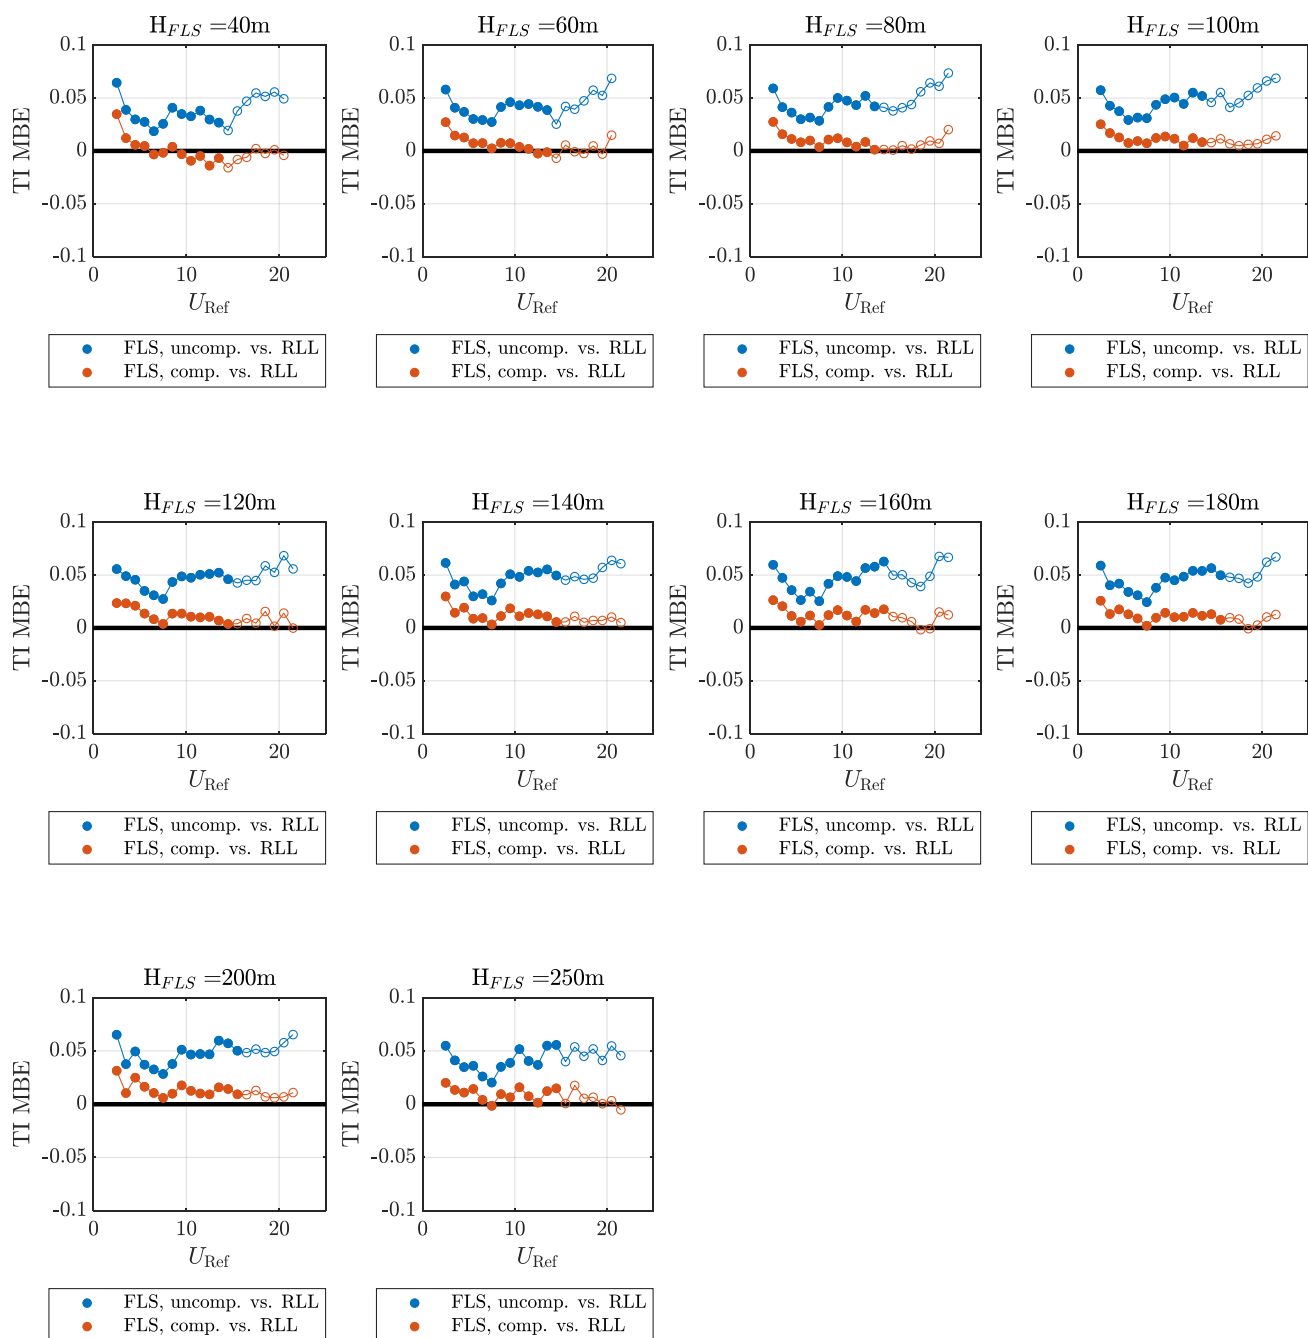 H_FLS =40m
0.1
0.05
0
-0.05
-0.1
TI MBE
0 10 20
U_Ref
FLS, uncomp. vs. RLL
FLS, comp. vs. RLL
H_FLS =60m
0.1
0.05
0
-0.05
-0.1
TI MBE
0 10 20
U_Ref
FLS, uncomp. vs. RLL
FLS, comp. vs. RLL
H_FLS =80m
0.1
0.05
0
-0.05
-0.1
TI MBE
0 10 20
U_Ref
FLS, uncomp. vs. RLL
FLS, comp. vs. RLL
H_FLS =100m
0.1
0.05
0
-0.05
-0.1
TI MBE
0 10 20
U_Ref
FLS, uncomp. vs. RLL
FLS, comp. vs. RLL
H_FLS =120m
0.1
0.05
0
-0.05
-0.1
TI MBE
0 10 20
U_Ref
FLS, uncomp. vs. RLL
FLS, comp. vs. RLL
H_FLS =140m
0.1
0.05
0
-0.05
-0.1
TI MBE
0 10 20
U_Ref
FLS, uncomp. vs. RLL
FLS, comp. vs. RLL
H_FLS =160m
0.1
0.05
0
-0.05
-0.1
TI MBE
0 10 20
U_Ref
FLS, uncomp. vs. RLL
FLS, comp. vs. RLL
H_FLS =180m
0.1
0.05
0
-0.05
-0.1
TI MBE
0 10 20
U_Ref
FLS, uncomp. vs. RLL
FLS, comp. vs. RLL
H_FLS =200m
0.1
0.05
0
-0.05
-0.1
TI MBE
0 10 20
U_Ref
FLS, uncomp. vs. RLL
FLS, comp. vs. RLL
H_FLS =250m
0.1
0.05
0
-0.05
-0.1
TI MBE
0 10 20
U_Ref
FLS, uncomp. vs. RLL
FLS, comp. vs. RLL